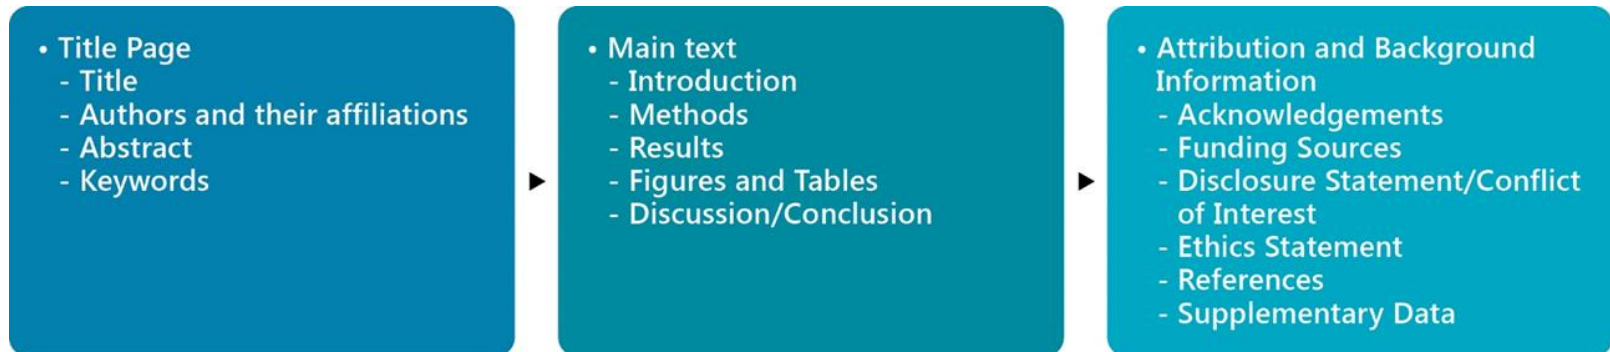 • Title Page
- Title
- Authors and their affiliations
- Abstract
- Keywords
• Main text
- Introduction
- Methods
- Results
- Figures and Tables
- Discussion/Conclusion
• Attribution and Background
Information
- Acknowledgements
- Funding Sources
- Disclosure Statement/Conflict
of Interest
- Ethics Statement
- References
- Supplementary Data